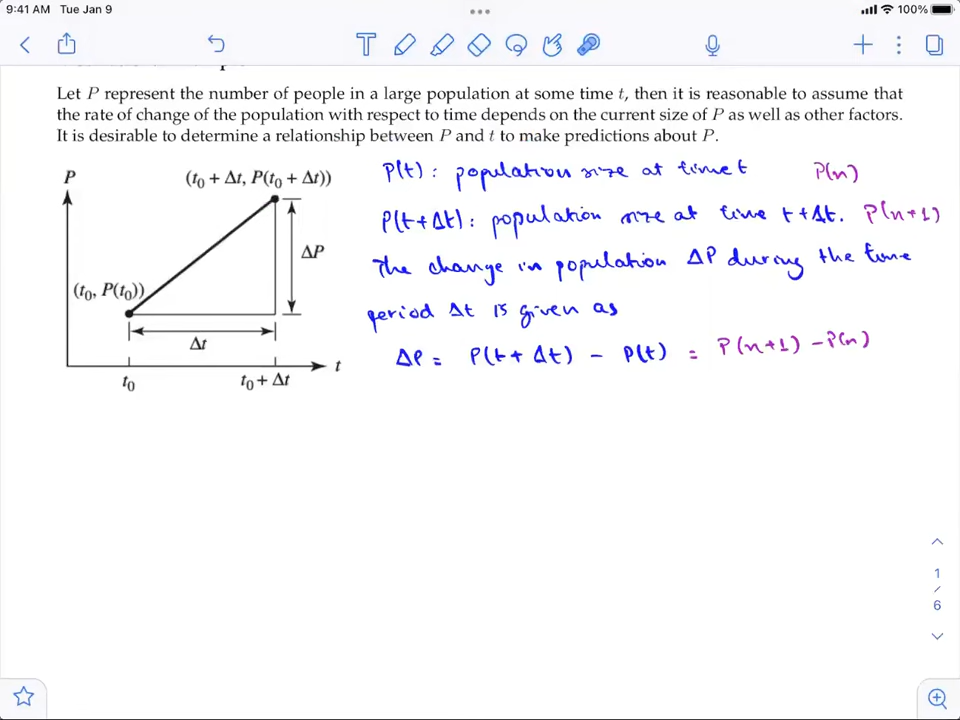 9:41 AM Tue Jan 9
100%
Let P represent the number of people in a large population at some time t, then it is reasonable to assume that
the rate of change of the population with respect to time depends on the current size of P as well as other factors.
It is desirable to determine a relationship between P and t to make predictions about P.
P
(t₀ + Δt, P(t₀ + Δt))
ΔP
(t₀, P(t₀))
Δt
t
t₀
t₀ + Δt
P(t) : population size at time t P(n)
P(t+Δt) : population size at time t+Δt. P(n+1)
The change in population ΔP during the time
period Δt is given as
ΔP = P(t + Δt) - P(t) = P(n+1) - P(n)
1
/
6